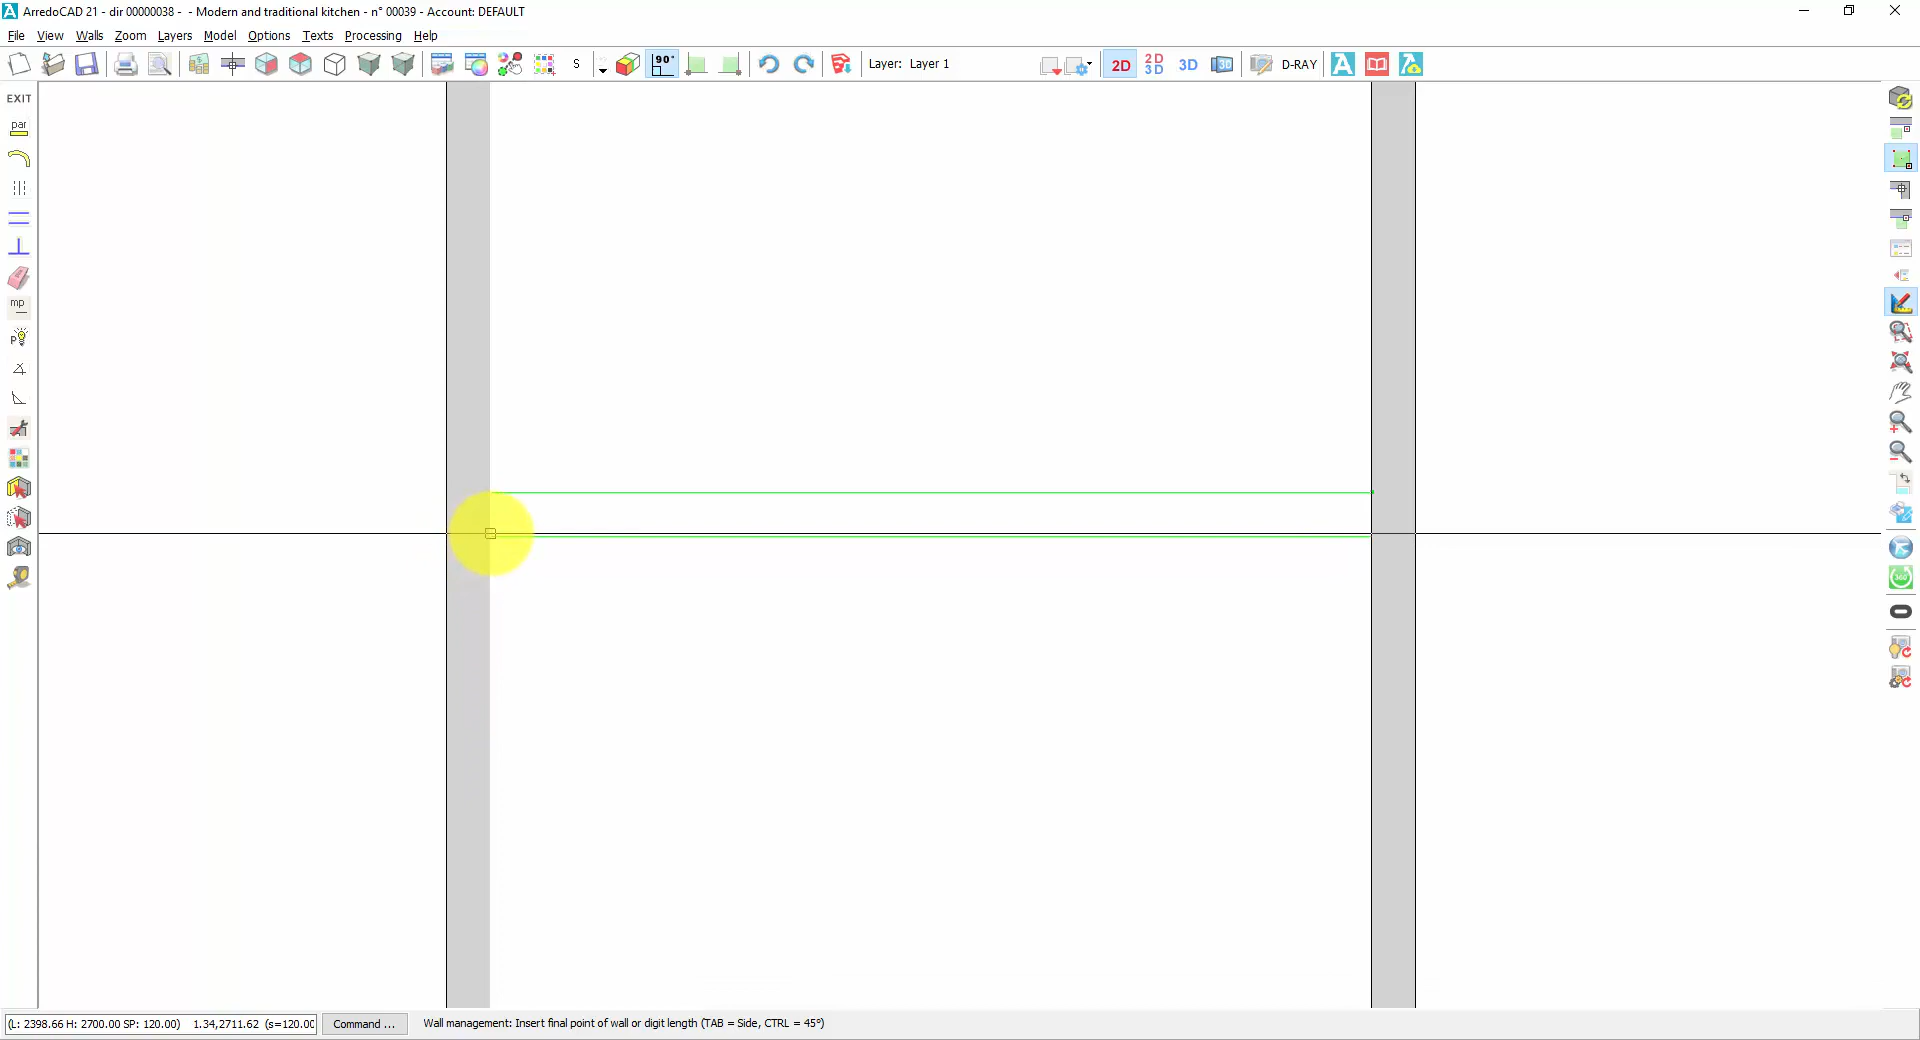 ArredoCAD 21 - dir 00000038 -  - Modern and traditional kitchen - n° 00039 - Account: DEFAULT
File View Walls Zoom Layers Model Options Texts Processing Help
S 90° Layer: Layer 1 2D 2D 3D 3D 3D D-RAY A A
EXIT
par
mp
P
360°
(L: 2398.66 H: 2700.00 SP: 120.00) 1.34,2711.62 (s=120.00 Command ... Wall management: Insert final point of wall or digit length (TAB = Side, CTRL = 45°)